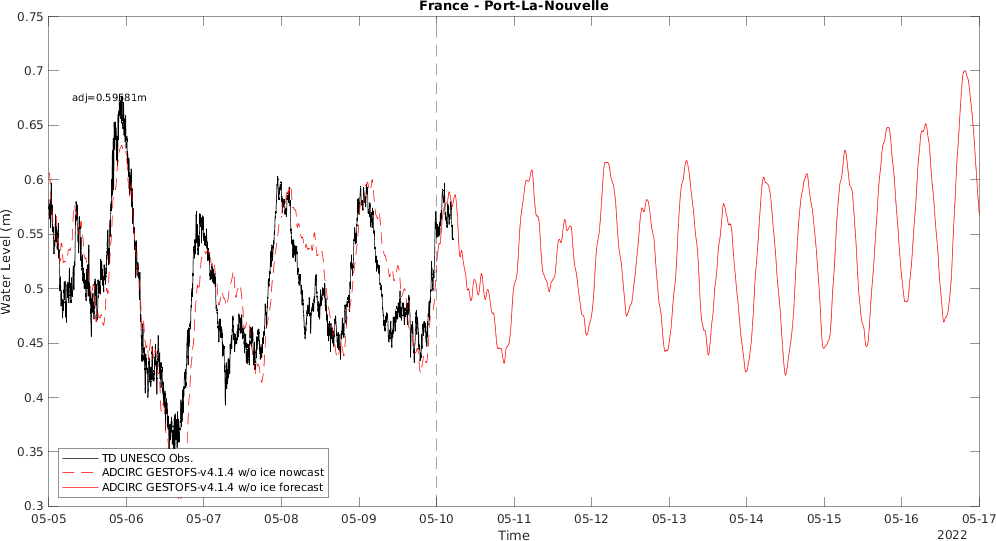 France - Port-La-Nouvelle
0.75
0.7
0.65
0.6
0.55
0.5
0.45
0.4
0.35
0.3
Water Level (m)
adj=0.59581m
TD UNESCO Obs.
ADCIRC GESTOFS-v4.1.4 w/o ice nowcast
ADCIRC GESTOFS-v4.1.4 w/o ice forecast
05-05 05-06 05-07 05-08 05-09 05-10 05-11 05-12 05-13 05-14 05-15 05-16 05-17
Time
2022